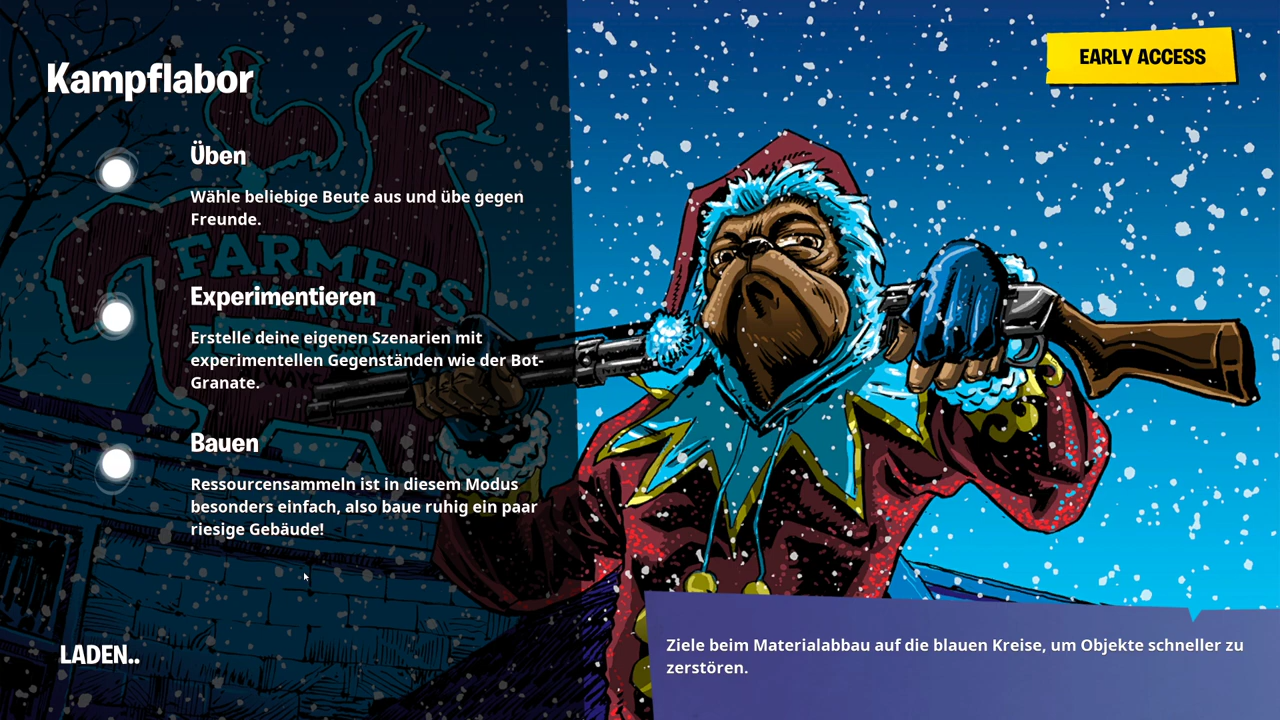 Kampflabor
EARLY ACCESS
Üben
Wähle beliebige Beute aus und übe gegen
Freunde.
FARMERS
MARKET
Experimentieren
Erstelle deine eigenen Szenarien mit
experimentellen Gegenständen wie der Bot-
Granate.
Bauen
Ressourcensammeln ist in diesem Modus
besonders einfach, also baue ruhig ein paar
riesige Gebäude!
LADEN..
Ziele beim Materialabbau auf die blauen Kreise, um Objekte schneller zu
zerstören.